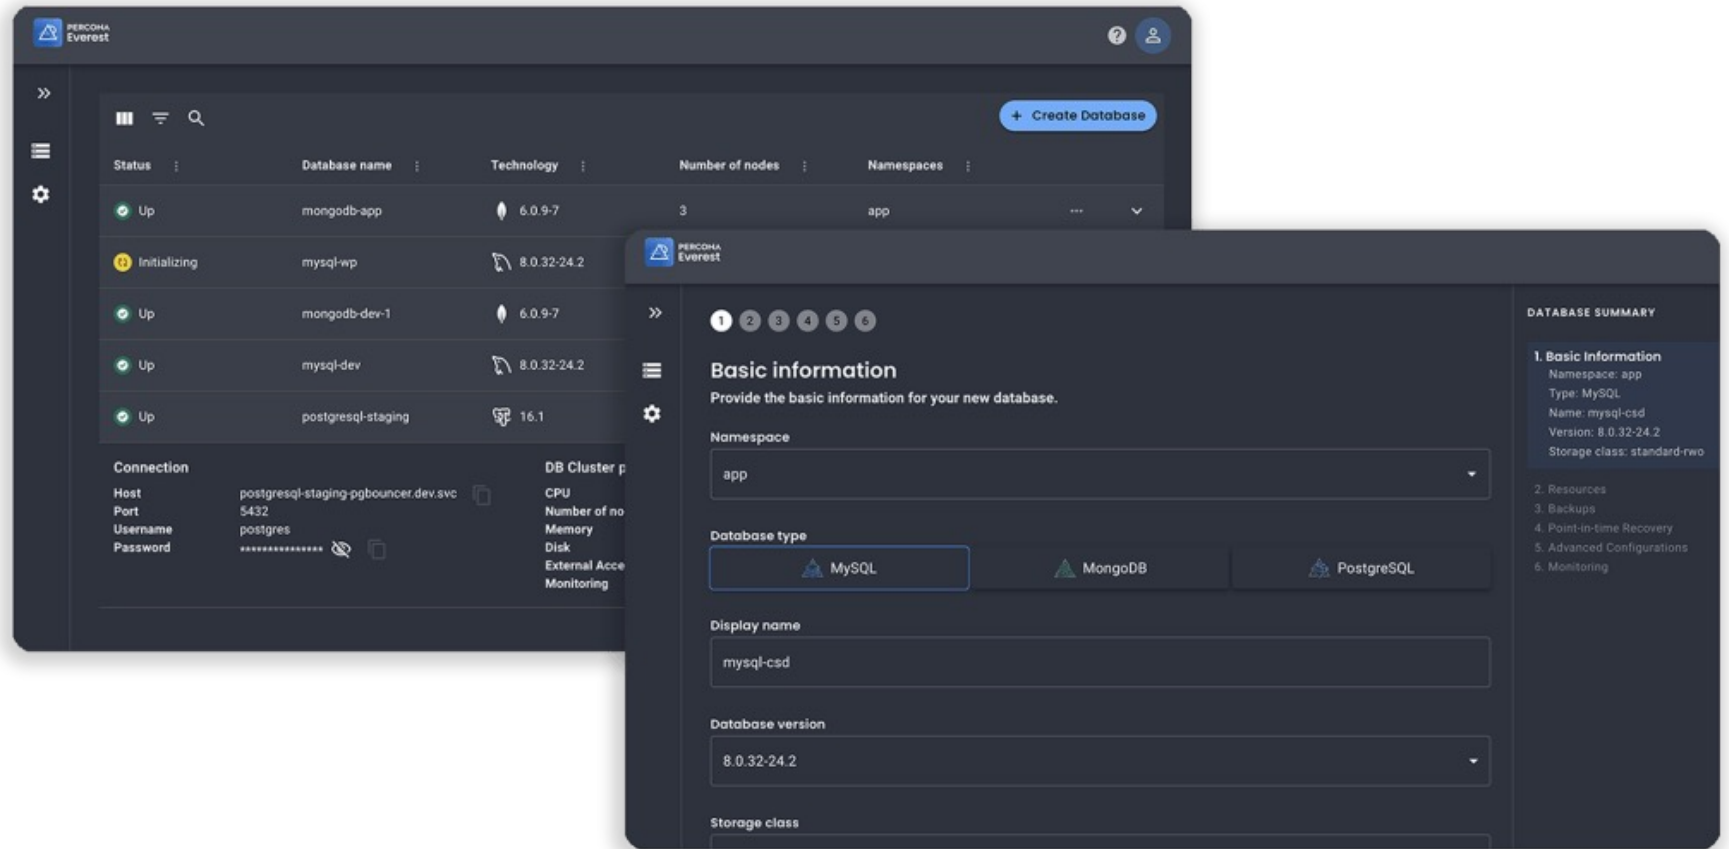 PERCONA
Everest
+ Create Database
Status Database name Technology Number of nodes Namespaces
Up mongodb-app 6.0.9-7 3 app
Initializing mysql-wp 8.0.32-24.2
Up mongodb-dev-1 6.0.9-7
Up mysql-dev 8.0.32-24.2
Up postgresql-staging 16.1
Connection
Host postgresql-staging-pgbouncer.dev.svc
Port 5432
Username postgres
Password ***************
DB Cluster p
CPU
Number of no
Memory
Disk
External Acce
Monitoring
PERCONA
Everest
1 2 3 4 5 6
Basic information
Provide the basic information for your new database.
Namespace
app
Database type
MySQL MongoDB PostgreSQL
Display name
mysql-csd
Database version
8.0.32-24.2
Storage class
DATABASE SUMMARY
1. Basic Information
Namespace: app
Type: MySQL
Name: mysql-csd
Version: 8.0.32-24.2
Storage class: standard-rwo
2. Resources
3. Backups
4. Point-in-time Recovery
5. Advanced Configurations
6. Monitoring